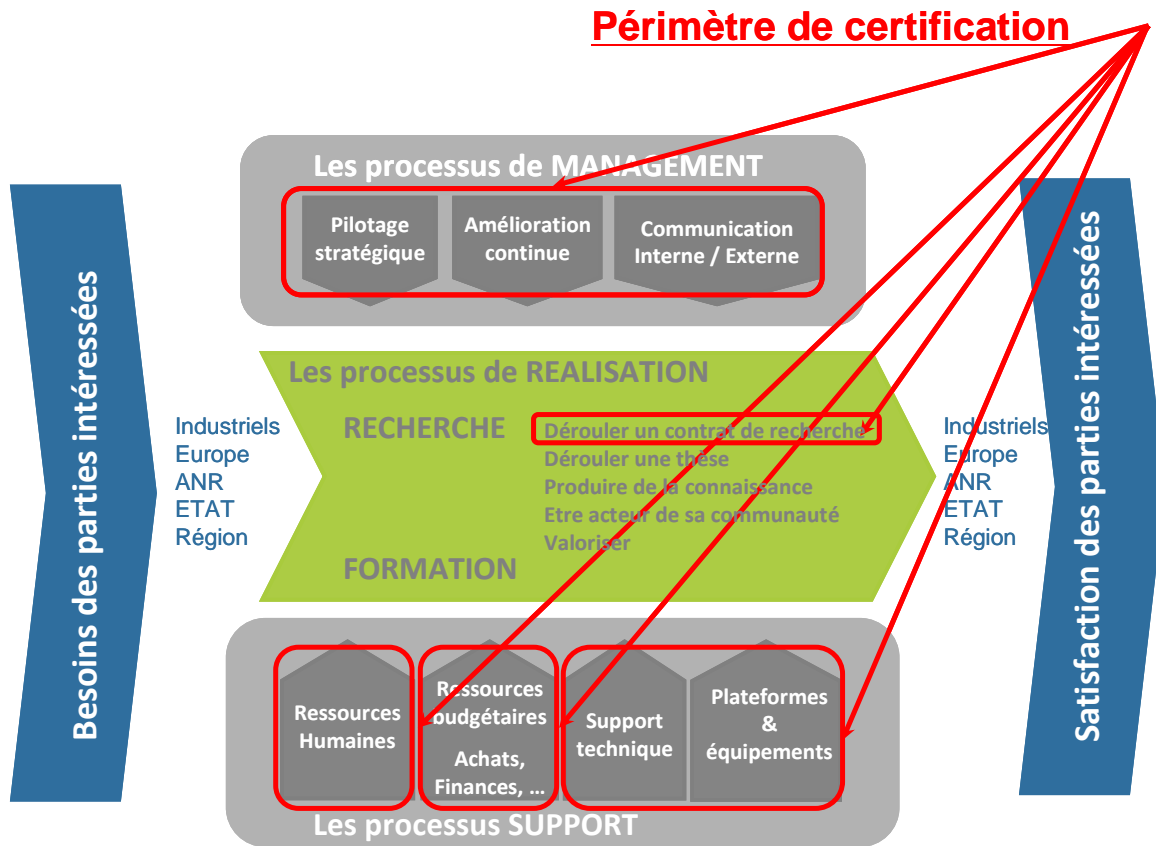 Périmètre de certification
Les processus de MANAGEMENT
Pilotage
stratégique
Amélioration
continue
Communication
Interne / Externe
Besoins des parties intéressées
Industriels
Europe
ANR
ETAT
Région
Les processus de REALISATION
RECHERCHE
Dérouler un contrat de recherche
Dérouler une thèse
Produire de la connaissance
Etre acteur de sa communauté
Valoriser
FORMATION
Industriels
Europe
ANR
ETAT
Région
Satisfaction des parties intéressées
Ressources
Humaines
Ressources
budgétaires
Achats,
Finances, ...
Support
technique
Plateformes
&
équipements
Les processus SUPPORT